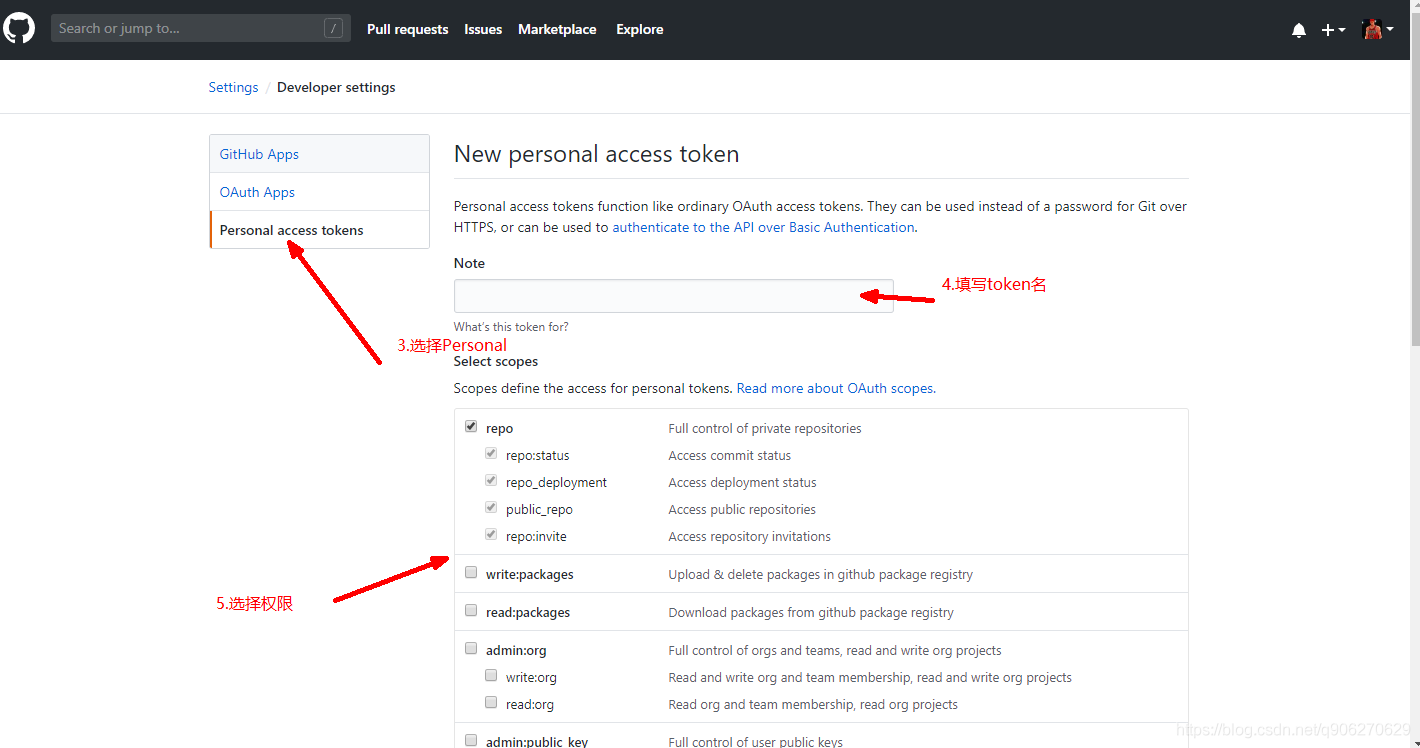 Search or jump to... / Pull requests Issues Marketplace Explore
Settings / Developer settings
GitHub Apps
OAuth Apps
Personal access tokens
New personal access token
Personal access tokens function like ordinary OAuth access tokens. They can be used instead of a password for Git over
HTTPS, or can be used to authenticate to the API over Basic Authentication.
Note
4.填写token名
What's this token for?
3.选择Personal
Select scopes
Scopes define the access for personal tokens. Read more about OAuth scopes.
repo Full control of private repositories
repo:status Access commit status
repo_deployment Access deployment status
public_repo Access public repositories
repo:invite Access repository invitations
write:packages Upload & delete packages in github package registry
5.选择权限
read:packages Download packages from github package registry
admin:org Full control of orgs and teams, read and write org projects
write:org Read and write org and team membership, read and write org projects
read:org Read org and team membership, read org projects
admin:public_key Full control of user public keys
https://blog.csdn.net/q906270629